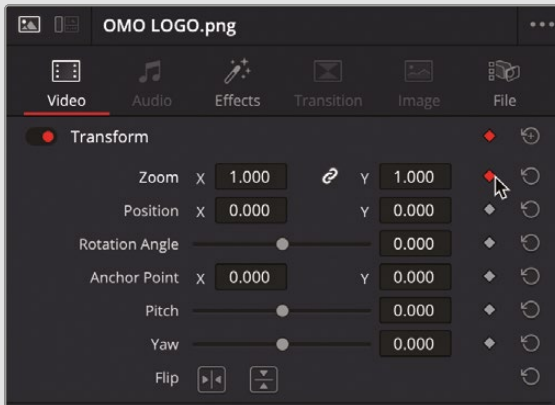 OMO LOGO.png
Video Audio Effects Transition Image File
Transform
Zoom X 1.000 Y 1.000
Position X 0.000 Y 0.000
Rotation Angle 0.000
Anchor Point X 0.000 Y 0.000
Pitch 0.000
Yaw 0.000
Flip